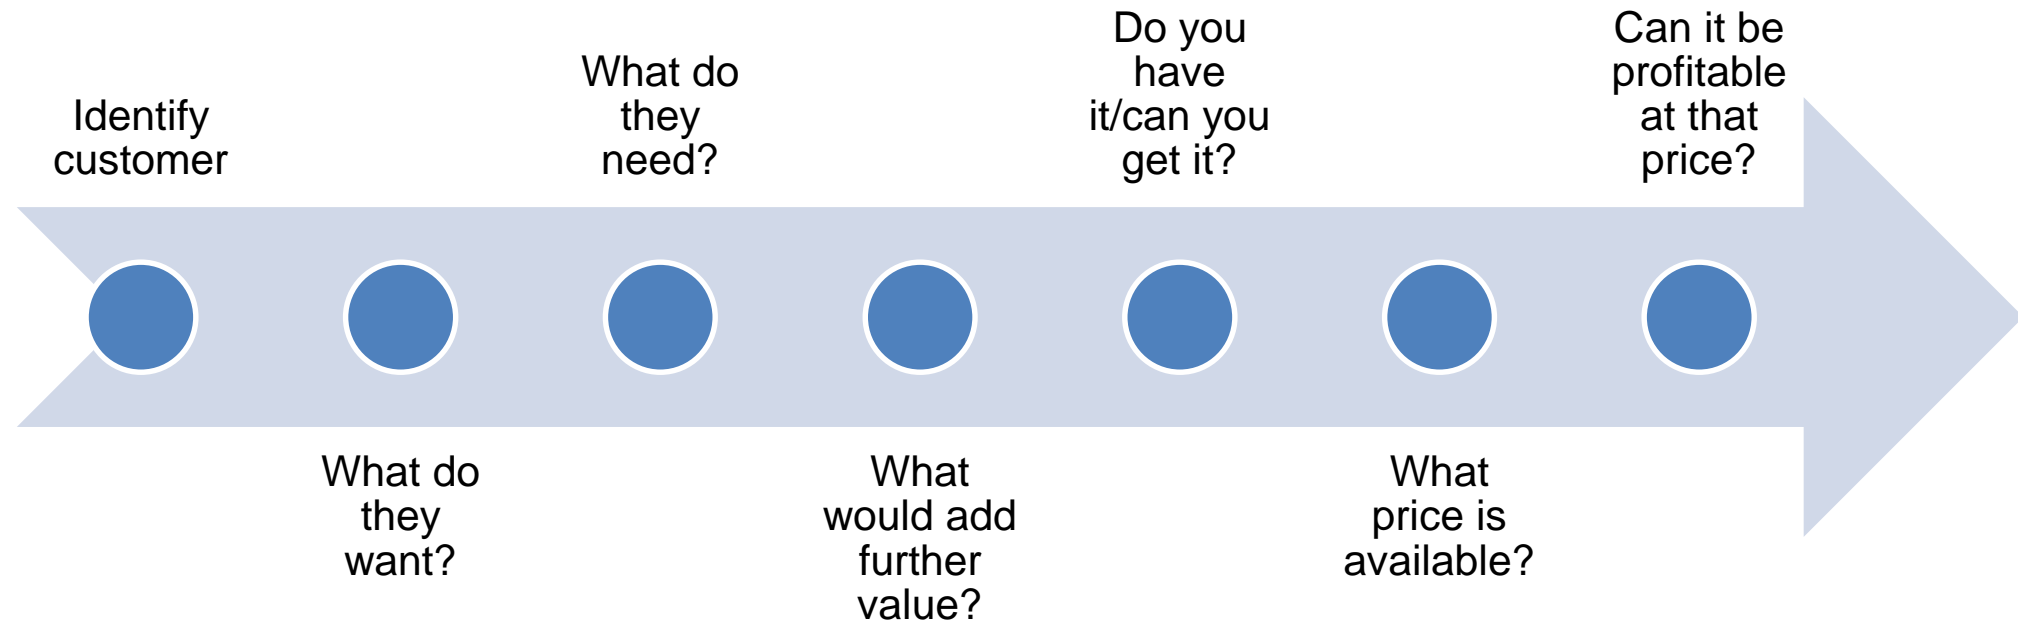 Identify
customer
What do
they
want?
What do
they
need?
What
would add
further
value?
Do you
have
it/can you
get it?
What
price is
available?
Can it be
profitable
at that
price?